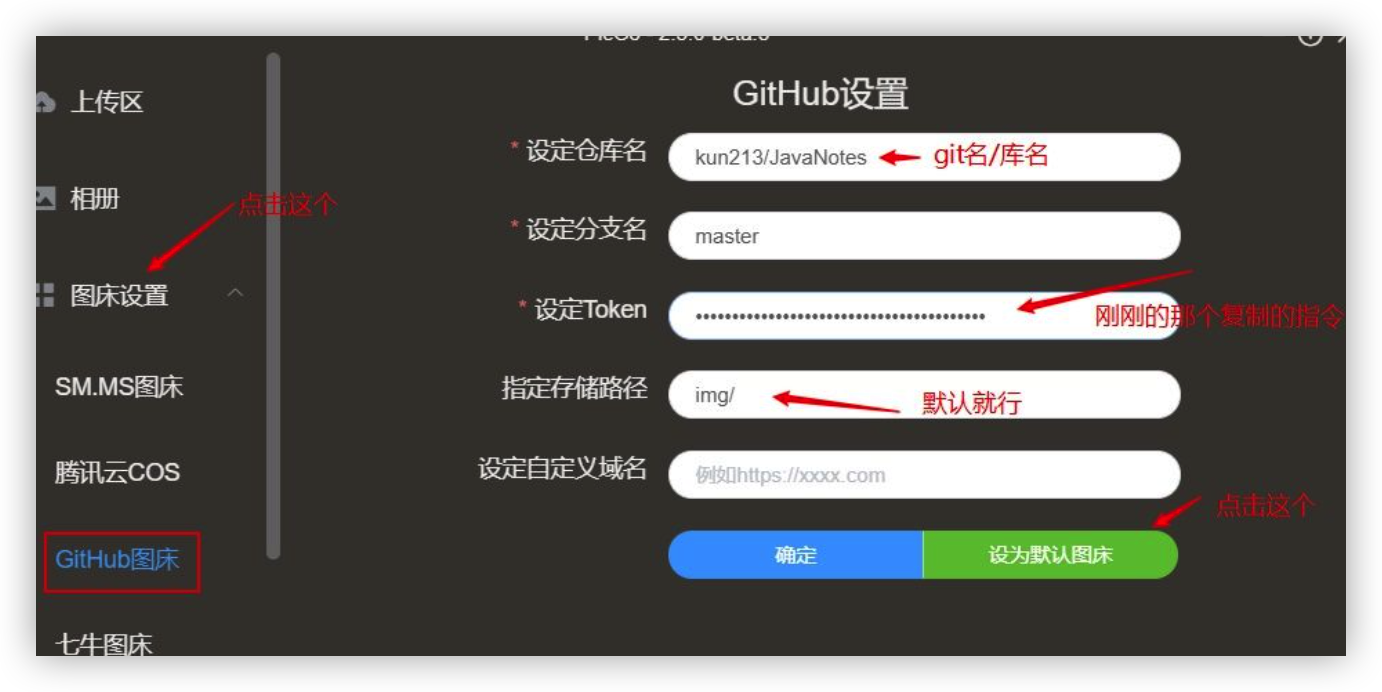 GitHub设置
上传区
* 设定仓库名
kun213/JavaNotes
git名/库名
相册
点击这个
* 设定分支名
master
图床设置
* 设定Token
刚刚的那个复制的指令
SM.MS图床
指定存储路径
img/
默认就行
腾讯云COS
设定自定义域名
例如https://xxxx.com
点击这个
GitHub图床
确定
设为默认图床
七牛图床